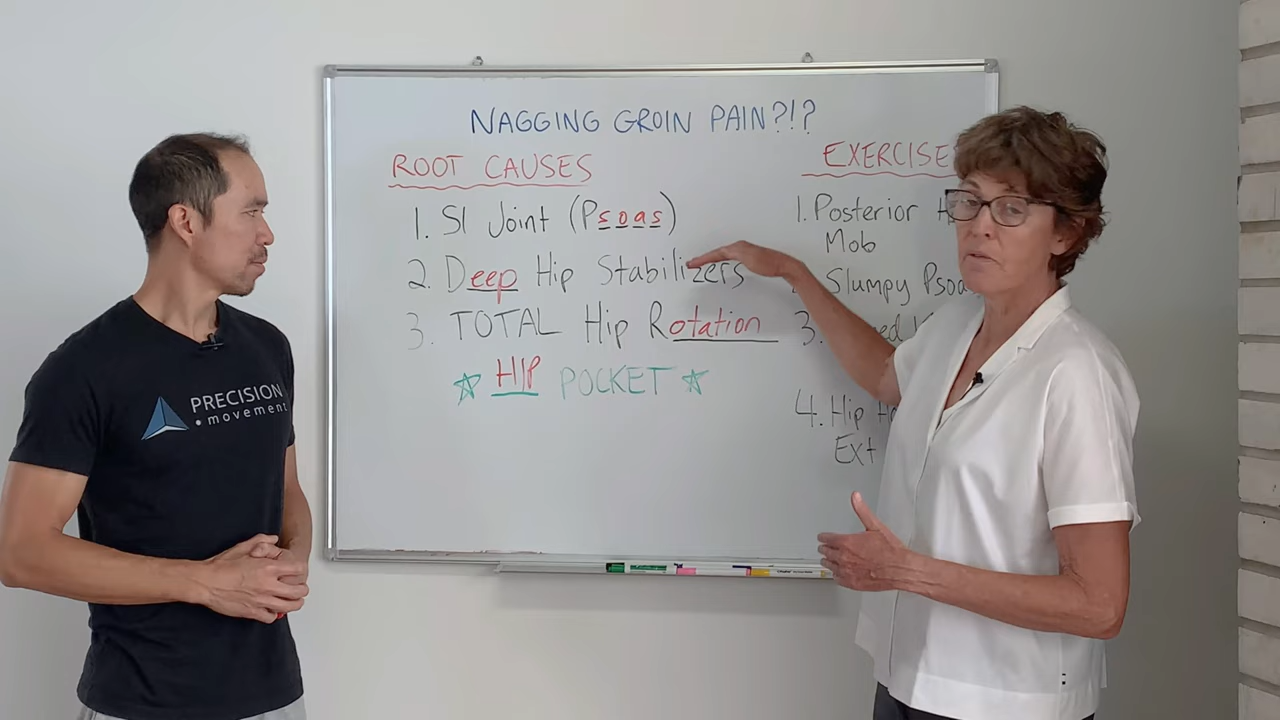 NAGGING GROIN PAIN?!?
ROOT CAUSES
1. SI Joint (Psoas)
2. Deep Hip Stabilizers
3. TOTAL Hip Rotation
☆ HIP POCKET ☆
EXERCISE
1. Posterior
Mob
Slumpy Psoa
3.
4. Hip
Ext
PRECISION
movement